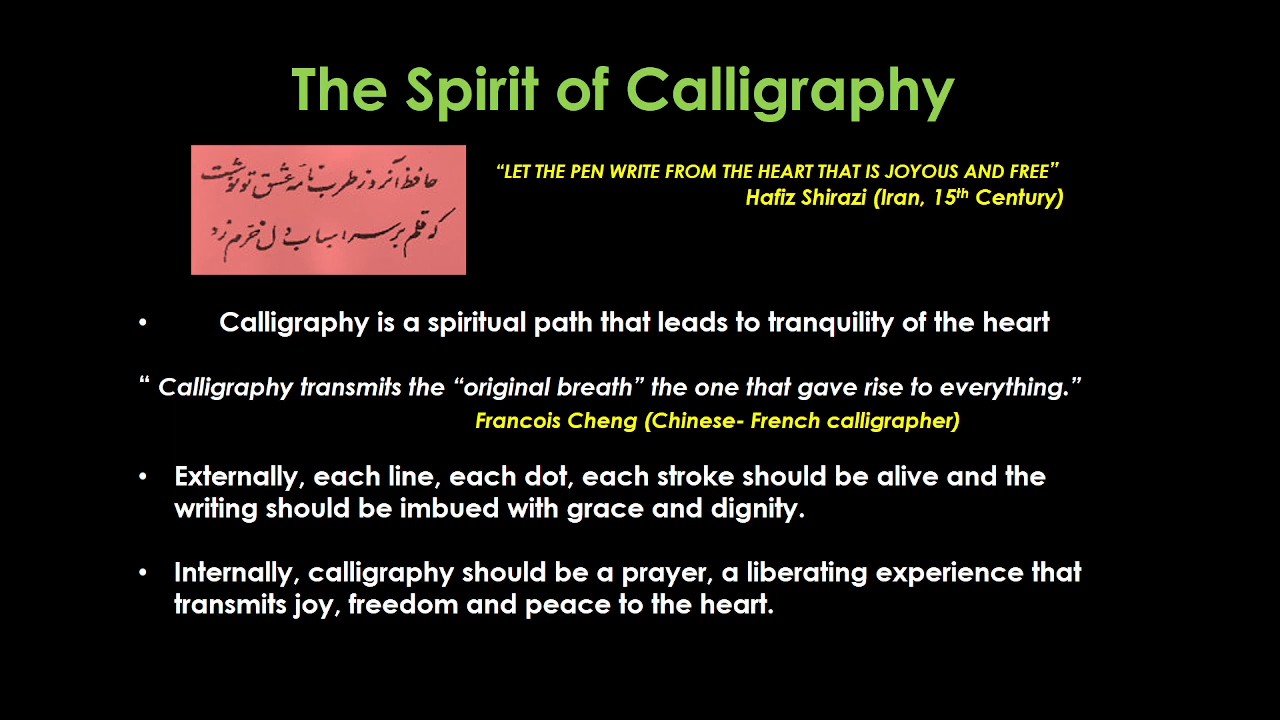 The Spirit of Calligraphy
حافظ آنروز طرب نامهٔ عشق تو نوشت
که قلم بر سر اسباب دل خرّم زد
“LET THE PEN WRITE FROM THE HEART THAT IS JOYOUS AND FREE”
Hafiz Shirazi (Iran, 15th Century)
• Calligraphy is a spiritual path that leads to tranquility of the heart
“ Calligraphy transmits the “original breath” the one that gave rise to everything.”
Francois Cheng (Chinese- French calligrapher)
• Externally, each line, each dot, each stroke should be alive and the
writing should be imbued with grace and dignity.
• Internally, calligraphy should be a prayer, a liberating experience that
transmits joy, freedom and peace to the heart.